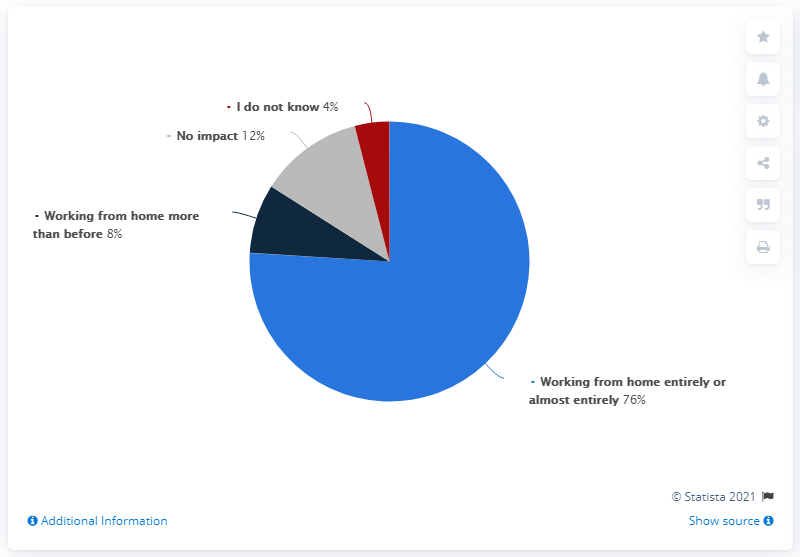 I do not know 4%
No impact 12%
Working from home more
than before 8%
Working from home entirely or
almost entirely 76%
© Statista 2021
Additional Information
Show source